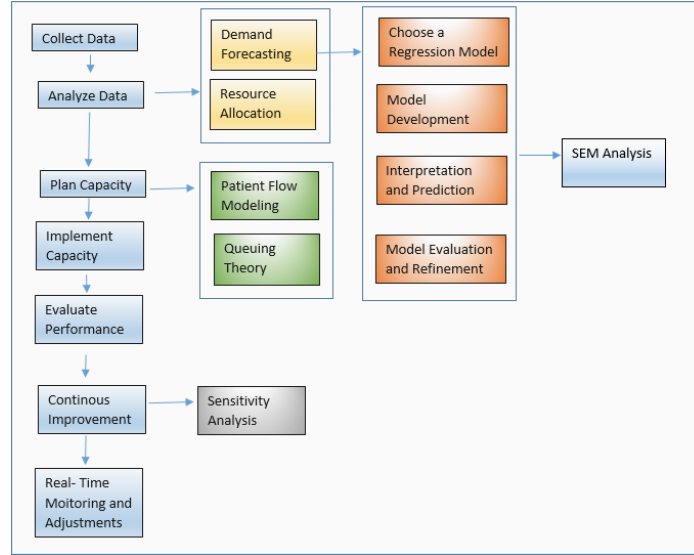 Collect Data
Analyze Data
Plan Capacity
Implement
Capacity
Evaluate
Performance
Continous
Improvement
Real- Time
Moitoring and
Adjustments
Demand
Forecasting
Resource
Allocation
Patient Flow
Modeling
Queuing
Theory
Sensitivity
Analysis
Choose a
Regression Model
Model
Development
Interpretation
and Prediction
Model Evaluation
and Refinement
SEM Analysis